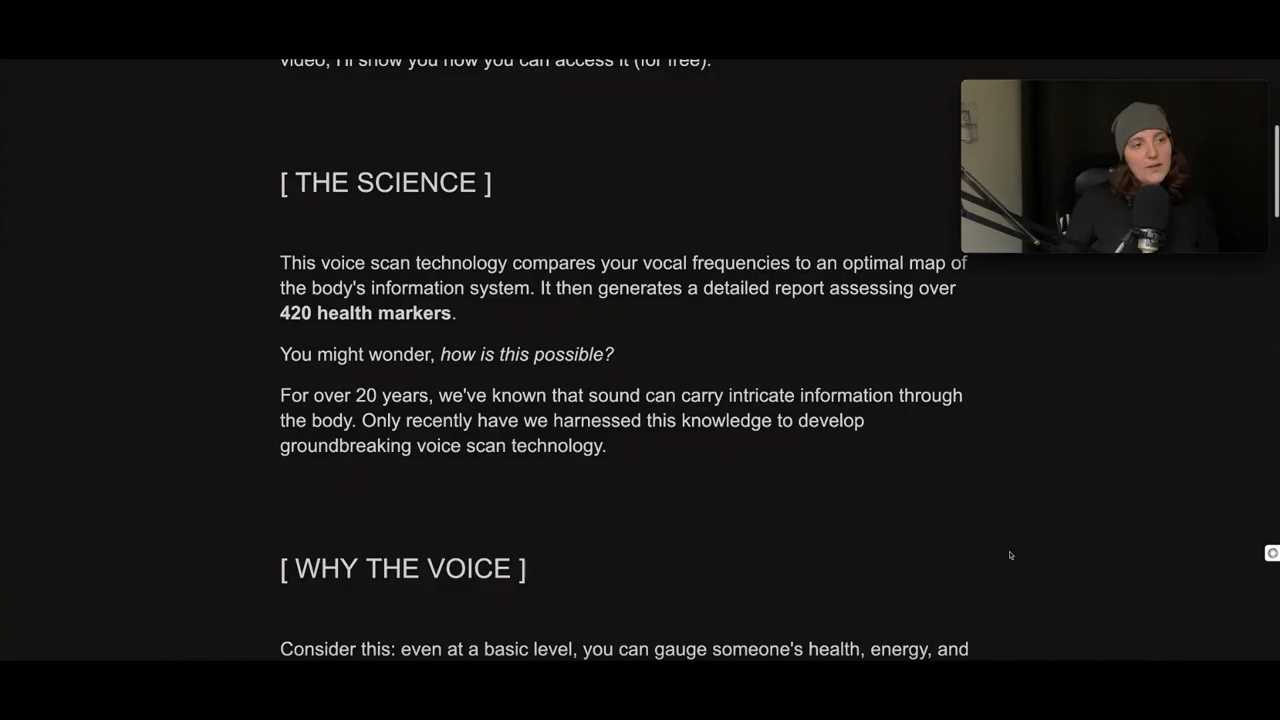 video, I'll show you how you can access it (for free).
[ THE SCIENCE ]
This voice scan technology compares your vocal frequencies to an optimal map of
the body's information system. It then generates a detailed report assessing over
420 health markers.
You might wonder, how is this possible?
For over 20 years, we've known that sound can carry intricate information through
the body. Only recently have we harnessed this knowledge to develop
groundbreaking voice scan technology.
[ WHY THE VOICE ]
Consider this: even at a basic level, you can gauge someone's health, energy, and